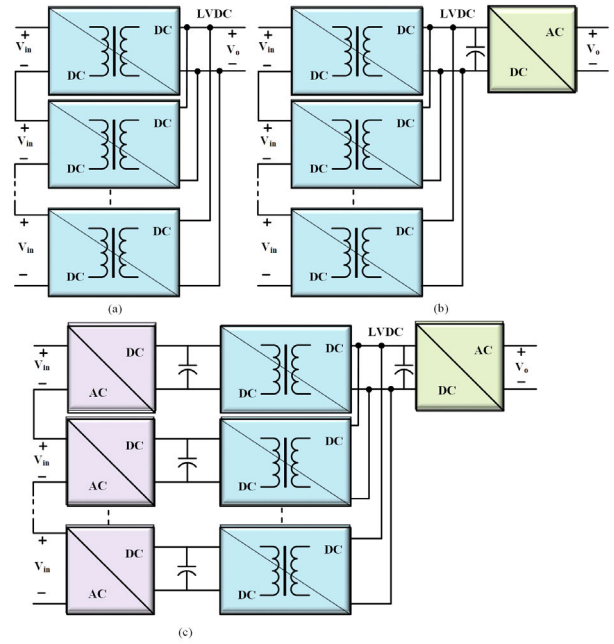 + V_in −
DC DC
LVDC
+ V_o −
+ V_in −
DC DC
+ V_in −
DC DC
(a)
+ V_in −
DC DC
LVDC
AC DC
+ V_o −
+ V_in −
DC DC
+ V_in −
DC DC
(b)
+ V_in −
DC AC
DC DC
LVDC
AC DC
+ V_o −
+ V_in −
DC AC
DC DC
+ V_in −
DC AC
DC DC
(c)